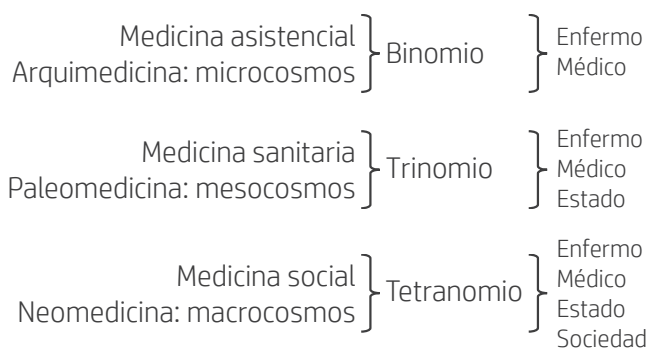 Medicina asistencial
Arquimedicina: microcosmos
Binomio
Enfermo
Médico
Medicina sanitaria
Paleomedicina: mesocosmos
Trinomio
Enfermo
Médico
Estado
Medicina social
Neomedicina: macrocosmos
Tetranomio
Enfermo
Médico
Estado
Sociedad